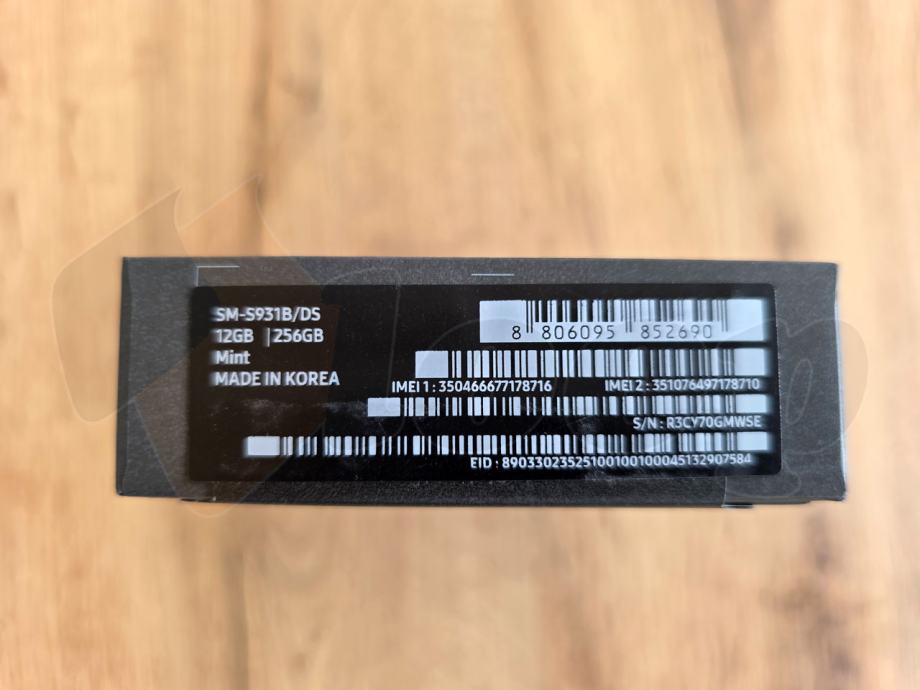 SM-S931B/DS
12GB | 256GB
Mint
MADE IN KOREA
8 806095 852690
IMEI 1 : 350466677178716 IMEI 2 : 351076497178710
S/N : R3CY70GMWSE
EID : 89033023525100100100045132907584